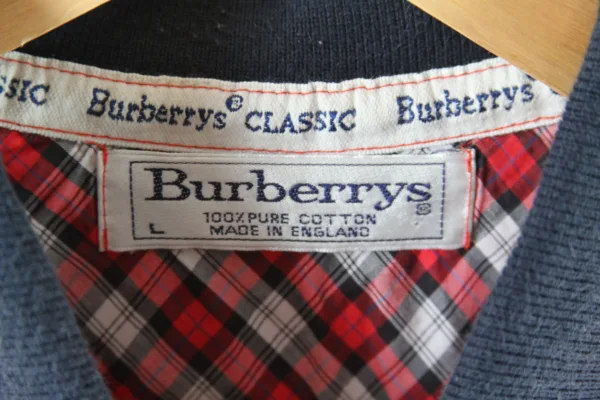 SSIC Burberrys® CLASSIC Burberrys
Burberrys®
100% PURE COTTON
L MADE IN ENGLAND